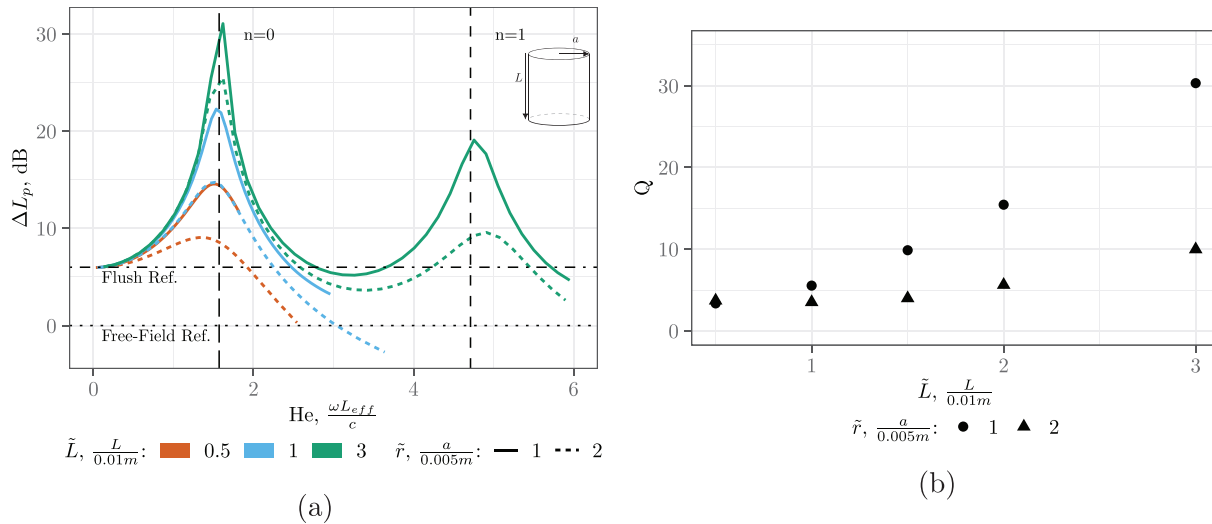 30
20
10
0
ΔL_p, dB
n=0
n=1
a
L
Flush Ref.
Free-Field Ref.
0 2 4 6
He, ωL_eff/c
L̃, L/0.01m: 0.5 1 3 r̃, a/0.005m: 1 2
(a)
30
20
10
0
Q
1 2 3
L̃, L/0.01m
r̃, a/0.005m: 1 2
(b)